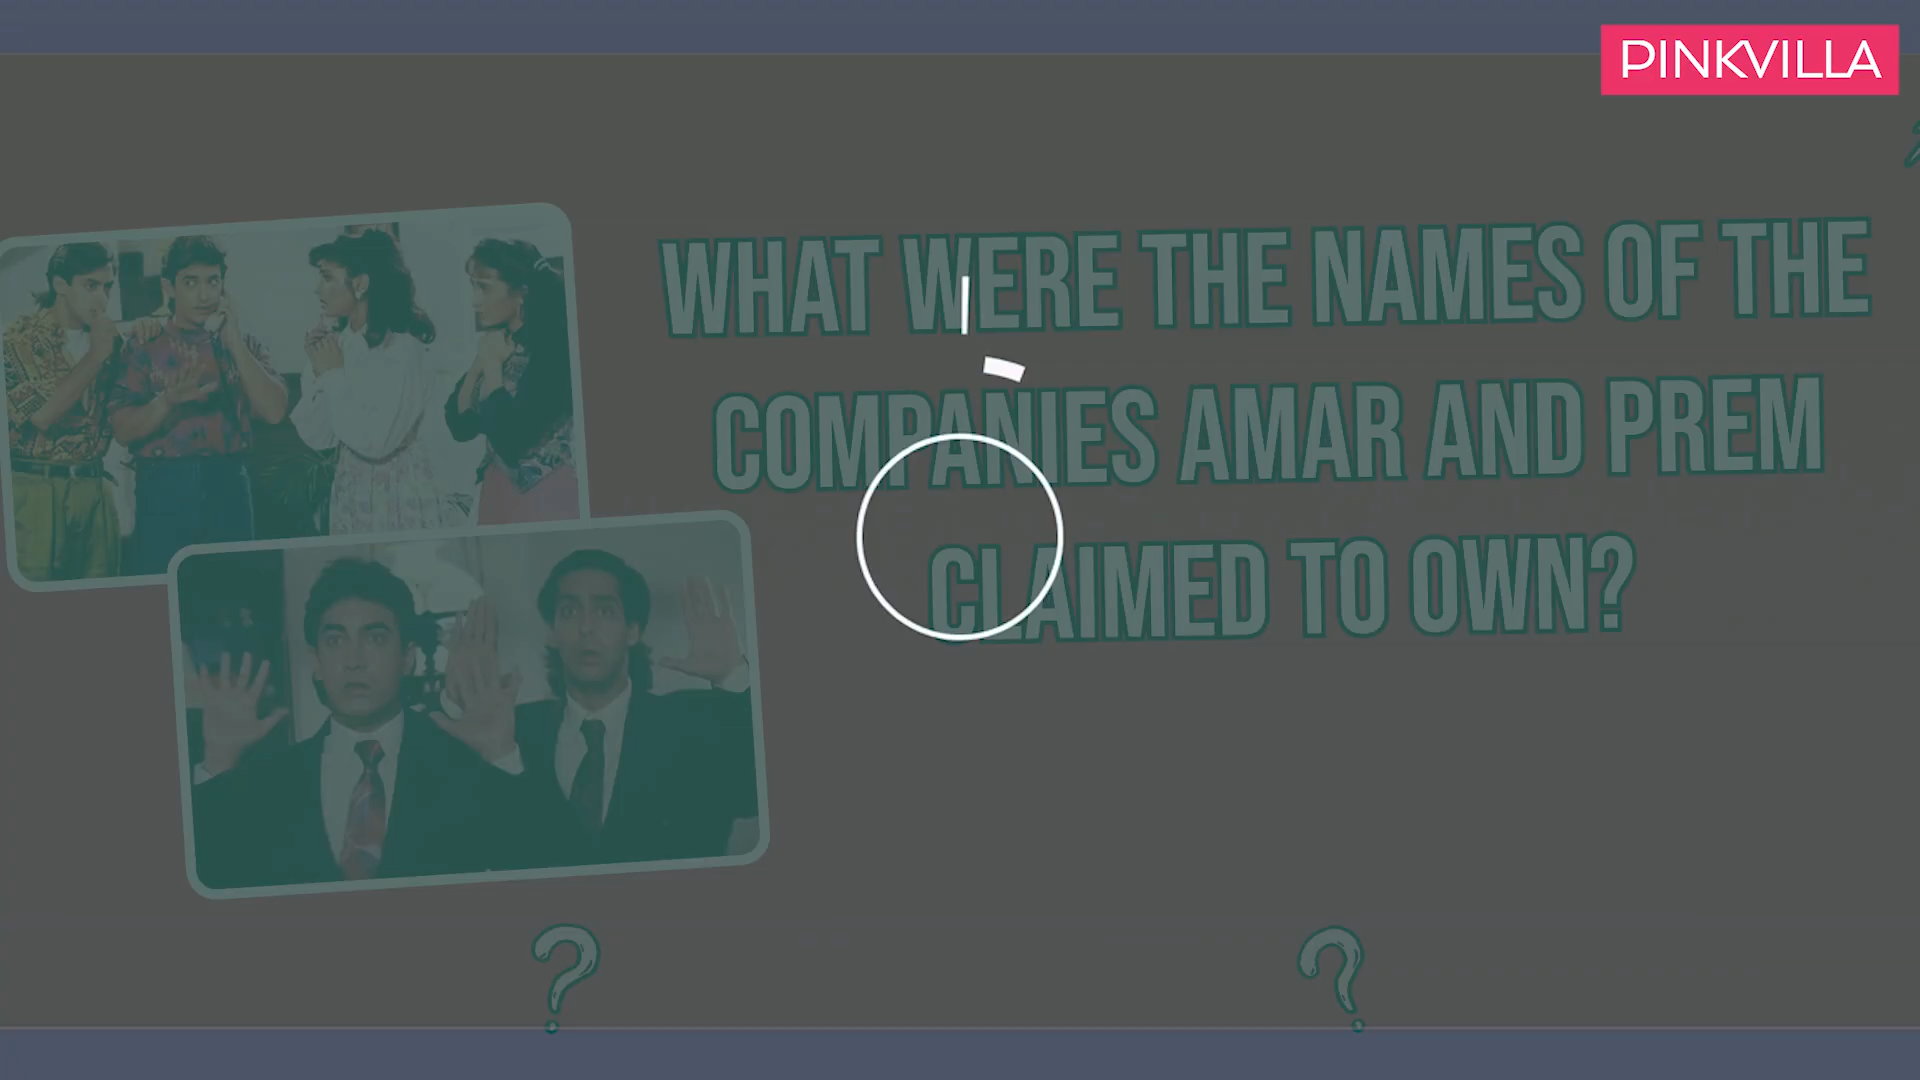 PINKVILLA
WHAT WERE THE NAMES OF THE
COMPANIES AMAR AND PREM
CLAIMED TO OWN?
? ?